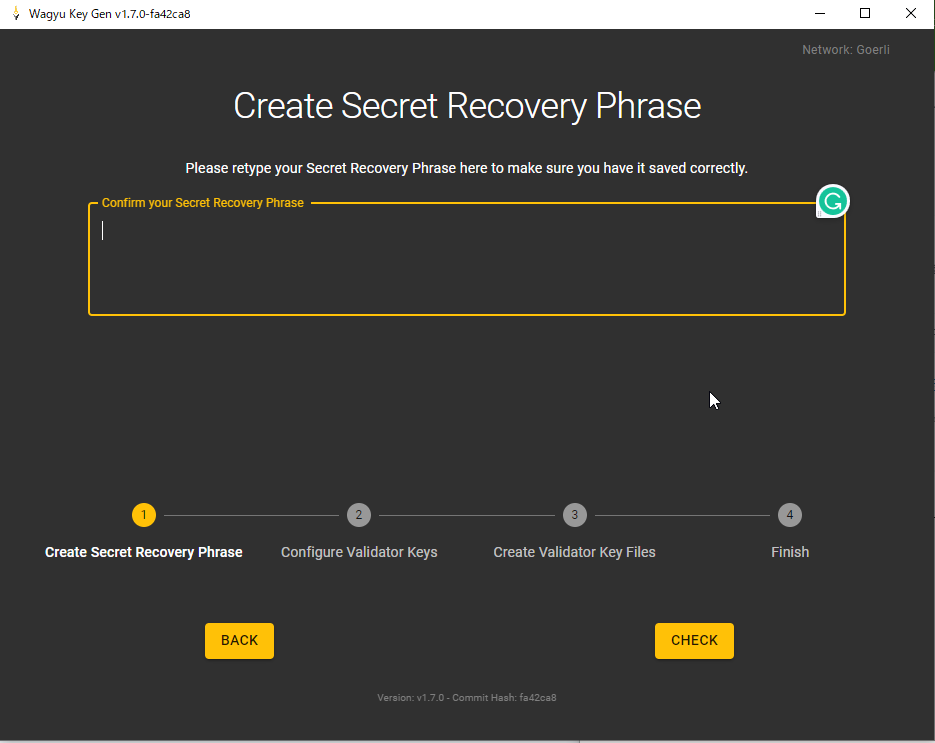 Wagyu Key Gen v1.7.0-fa42ca8
Network: Goerli
Create Secret Recovery Phrase
Please retype your Secret Recovery Phrase here to make sure you have it saved correctly.
Confirm your Secret Recovery Phrase
1 2 3 4
Create Secret Recovery Phrase Configure Validator Keys Create Validator Key Files Finish
BACK CHECK
Version: v1.7.0 - Commit Hash: fa42ca8